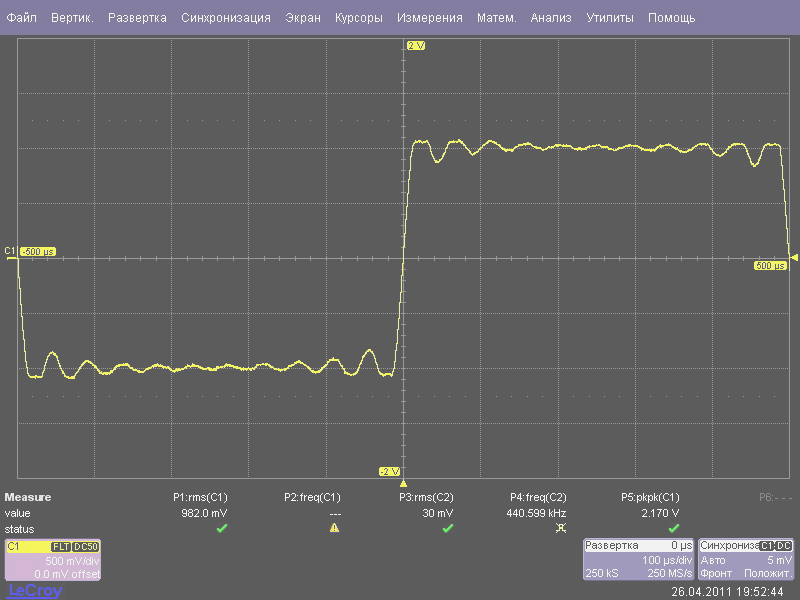 Файл Вертик. Развертка Синхронизация Экран Курсоры Измерения Матем. Анализ Утилиты Помощь
2 V
C1
-500 µs
500 µs
-2 V
Measure P1:rms(C1) P2:freq(C1) P3:rms(C2) P4:freq(C2) P5:pkpk(C1) P6:- - -
value 982.0 mV --- 30 mV 440.599 kHz 2.170 V
status
C1 FLT DC50
500 mV/div
0.0 mV offset
Развертка 0 µs
100 µs/div
250 kS 250 MS/s
Синхрониза C1 DC
Авто 5 mV
Фронт Положит.
LeCroy
26.04.2011 19:52:44